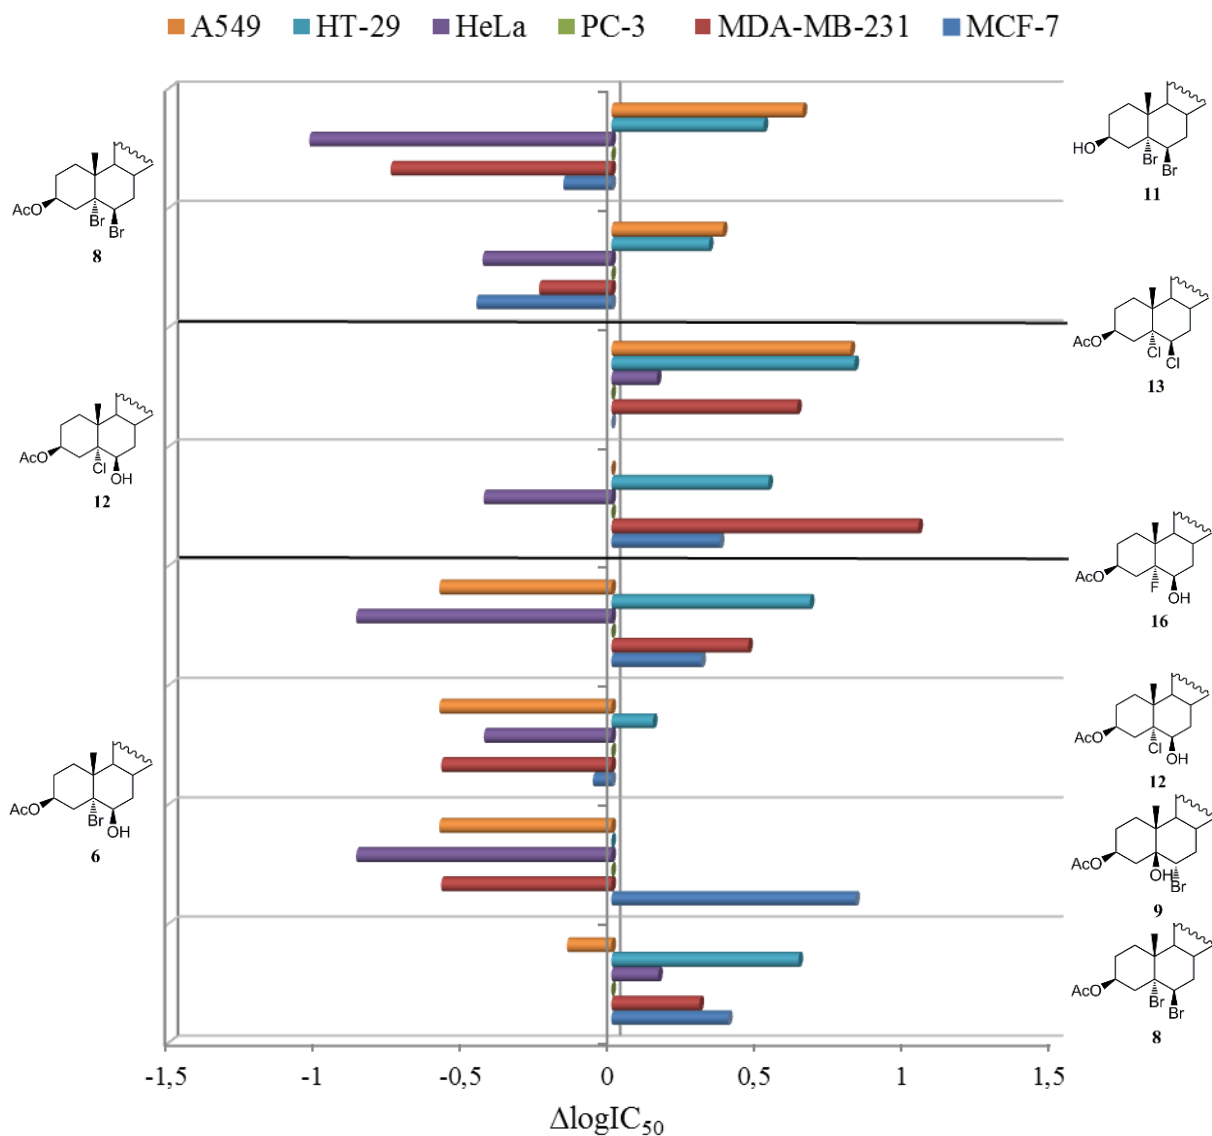 A549 HT-29 HeLa PC-3 MDA-MB-231 MCF-7
HO Br Br
11
AcO Br Br
8
AcO Cl Cl
13
AcO Cl OH
12
AcO F OH
16
AcO Cl OH
12
AcO Br OH
6
AcO OH Br
9
AcO Br Br
8
-1,5 -1 -0,5 0 0,5 1 1,5
ΔlogIC50